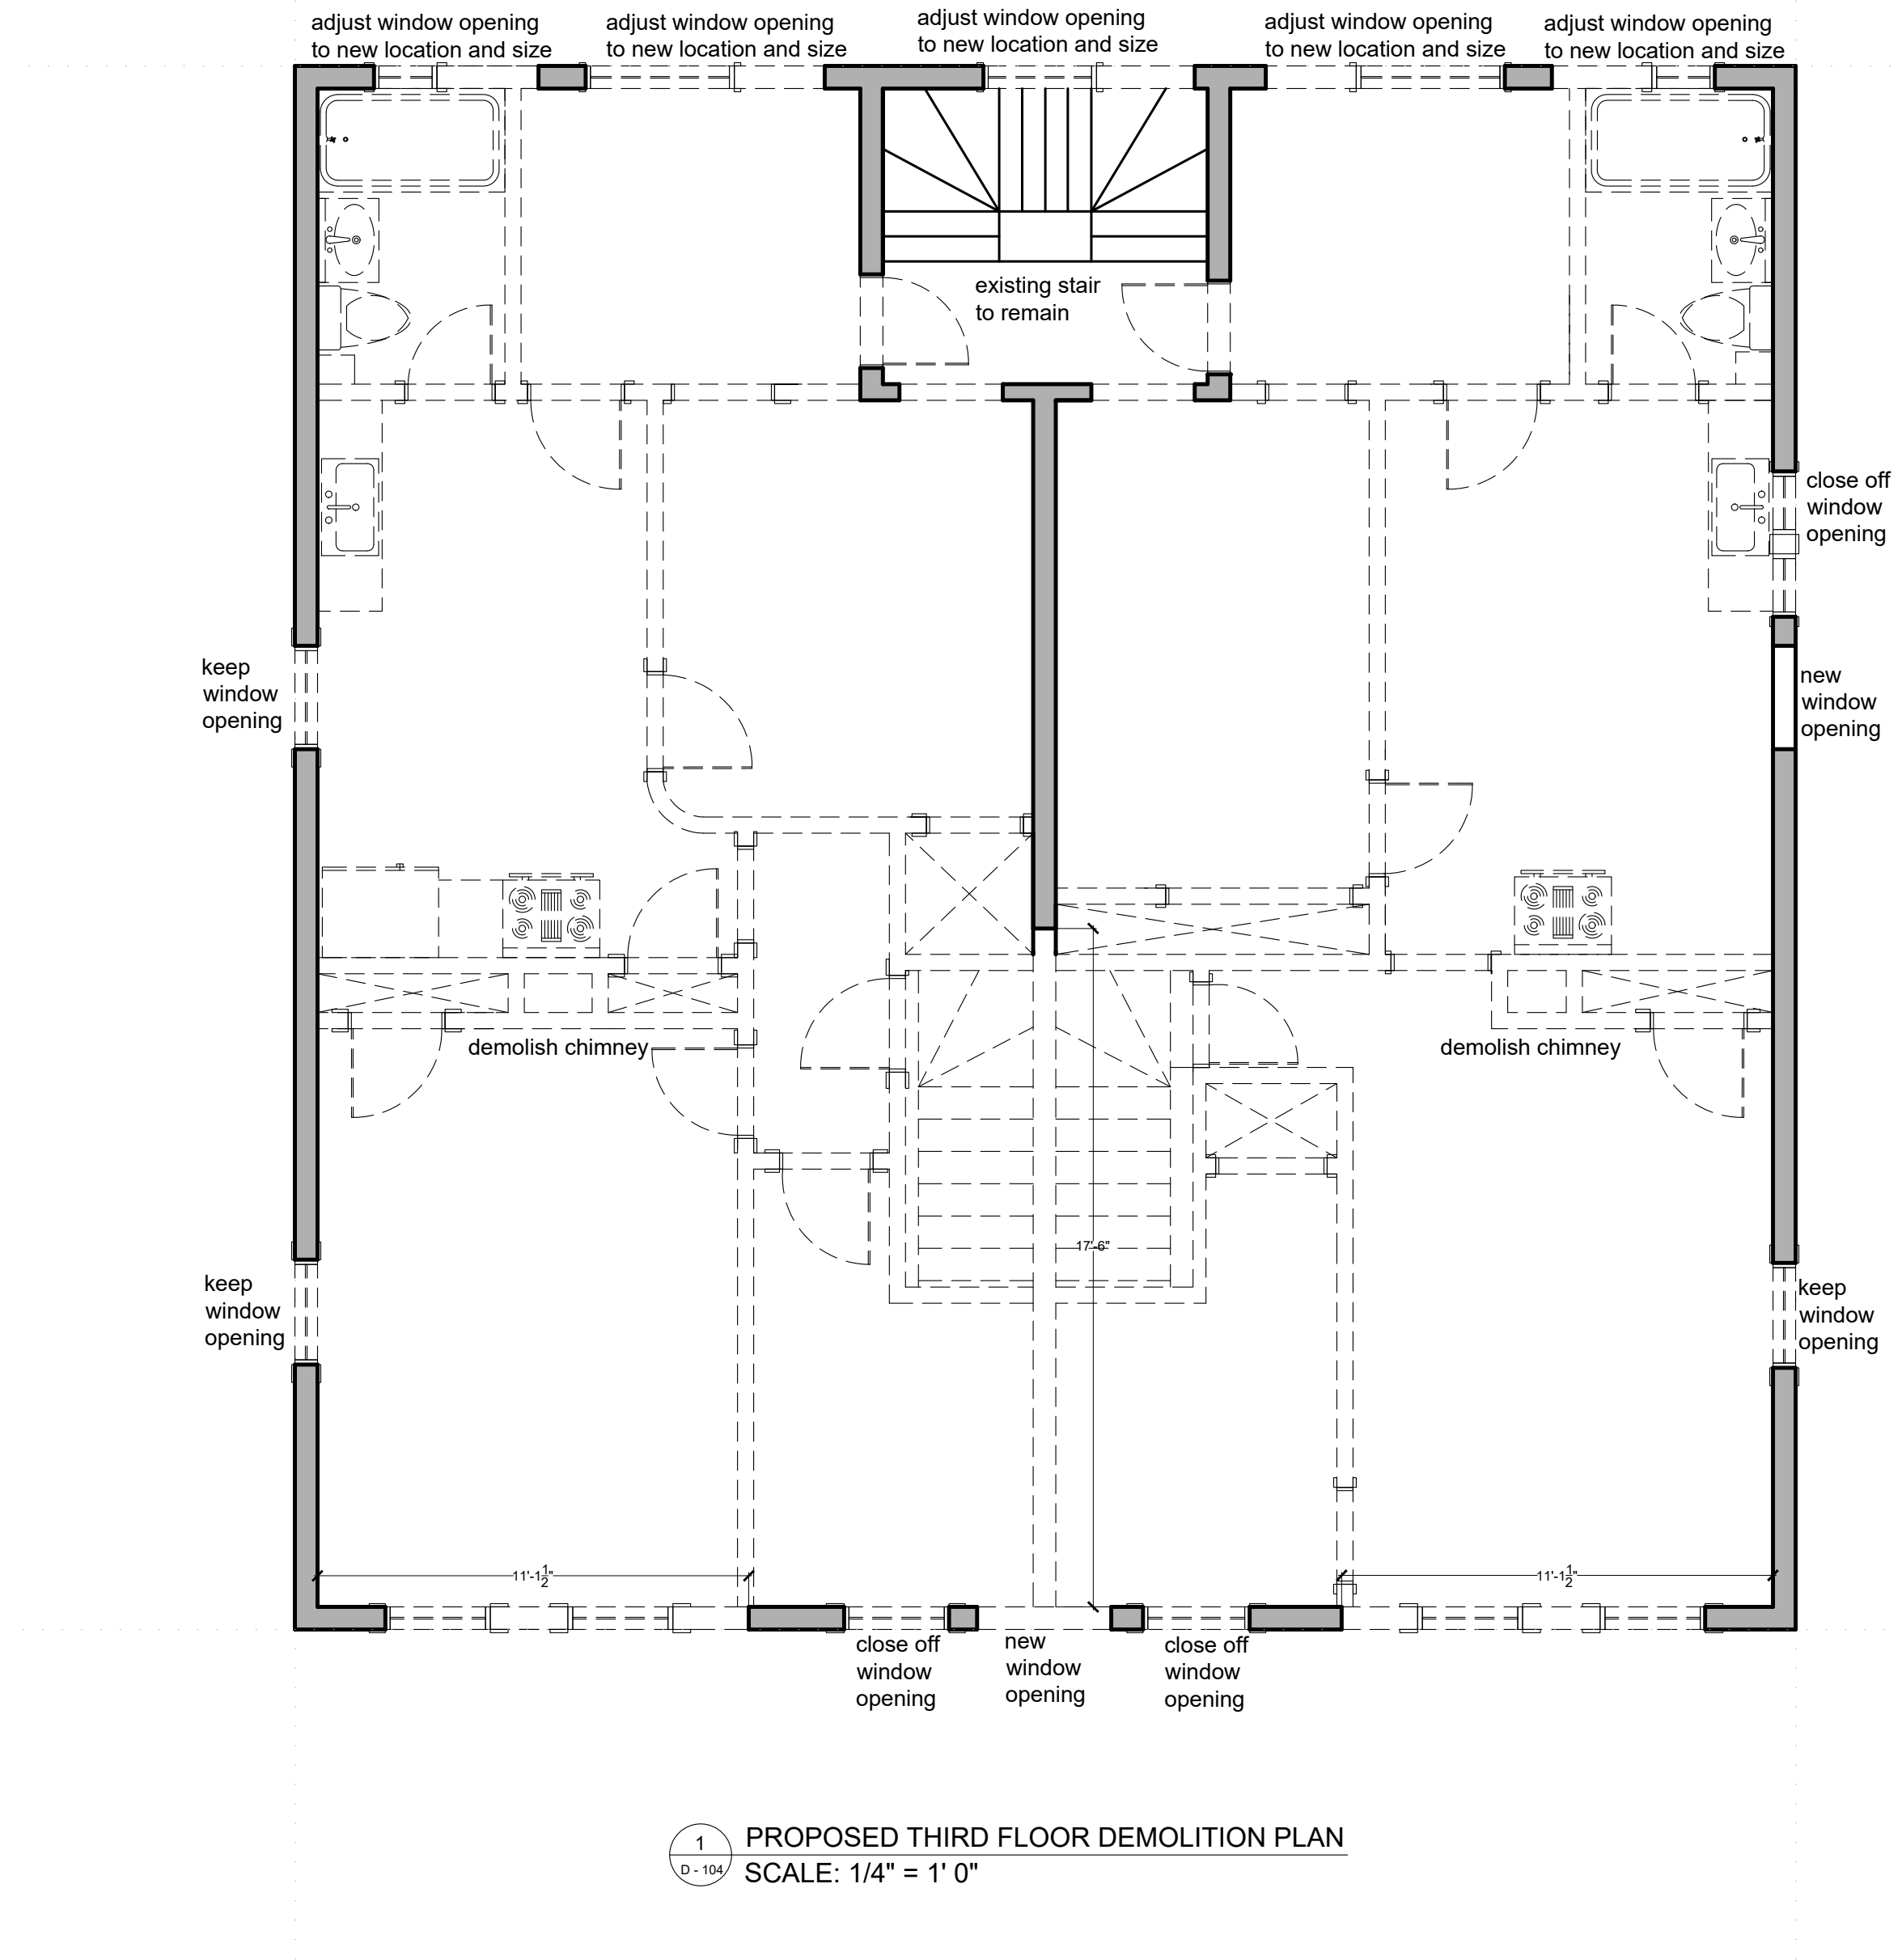 adjust window opening
to new location and size
adjust window opening
to new location and size
adjust window opening
to new location and size
adjust window opening
to new location and size
adjust window opening
to new location and size
existing stair
to remain
close off
window
opening
keep
window
opening
new
window
opening
demolish chimney
demolish chimney
17'-6"
keep
window
opening
keep
window
opening
11'-1 1/2"
11'-1 1/2"
close off
window
opening
new
window
opening
close off
window
opening
1
D - 104
PROPOSED THIRD FLOOR DEMOLITION PLAN
SCALE: 1/4" = 1' 0"